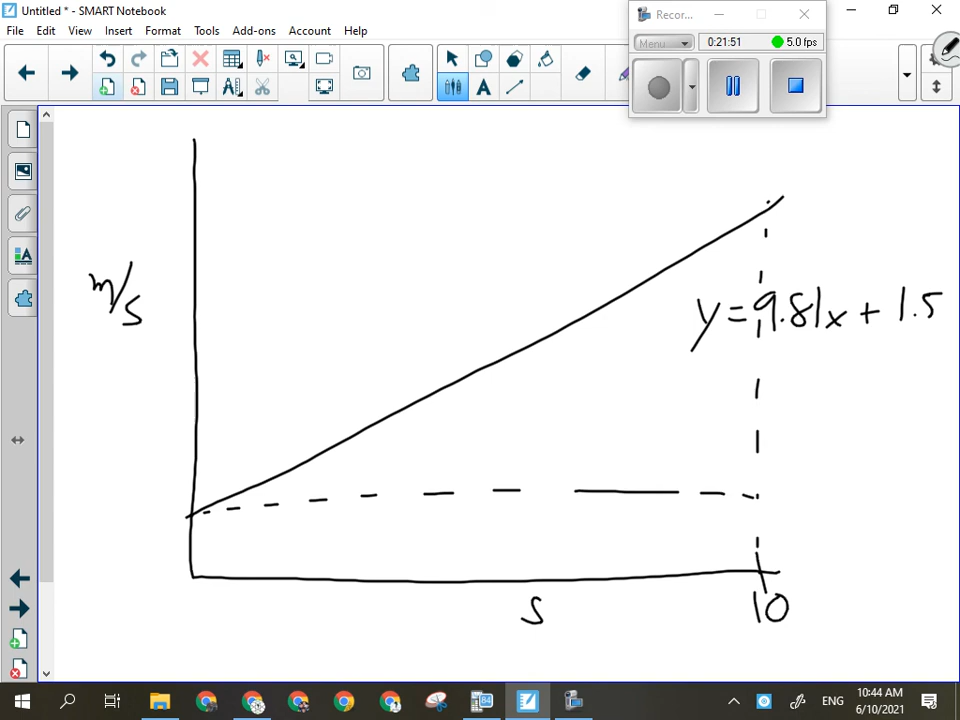 Untitled * - SMART Notebook
Recor...
File Edit View Insert Format Tools Add-ons Account Help
Menu
0:21:51
5.0 fps
m/s
y = 9.81x + 1.5
s
10
ENG
10:44 AM
6/10/2021